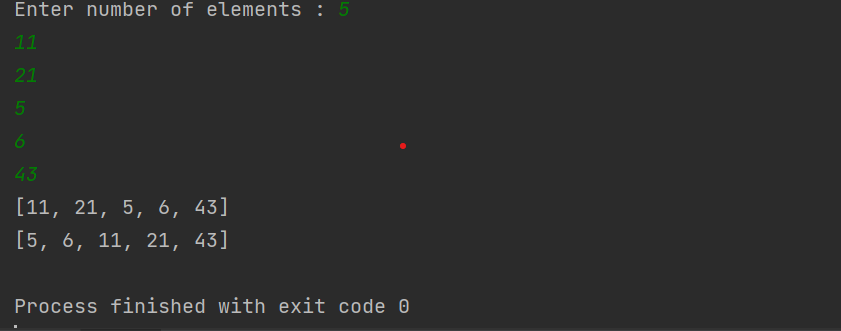 Enter number of elements : 5
11
21
5
6
43
[11, 21, 5, 6, 43]
[5, 6, 11, 21, 43]
Process finished with exit code 0